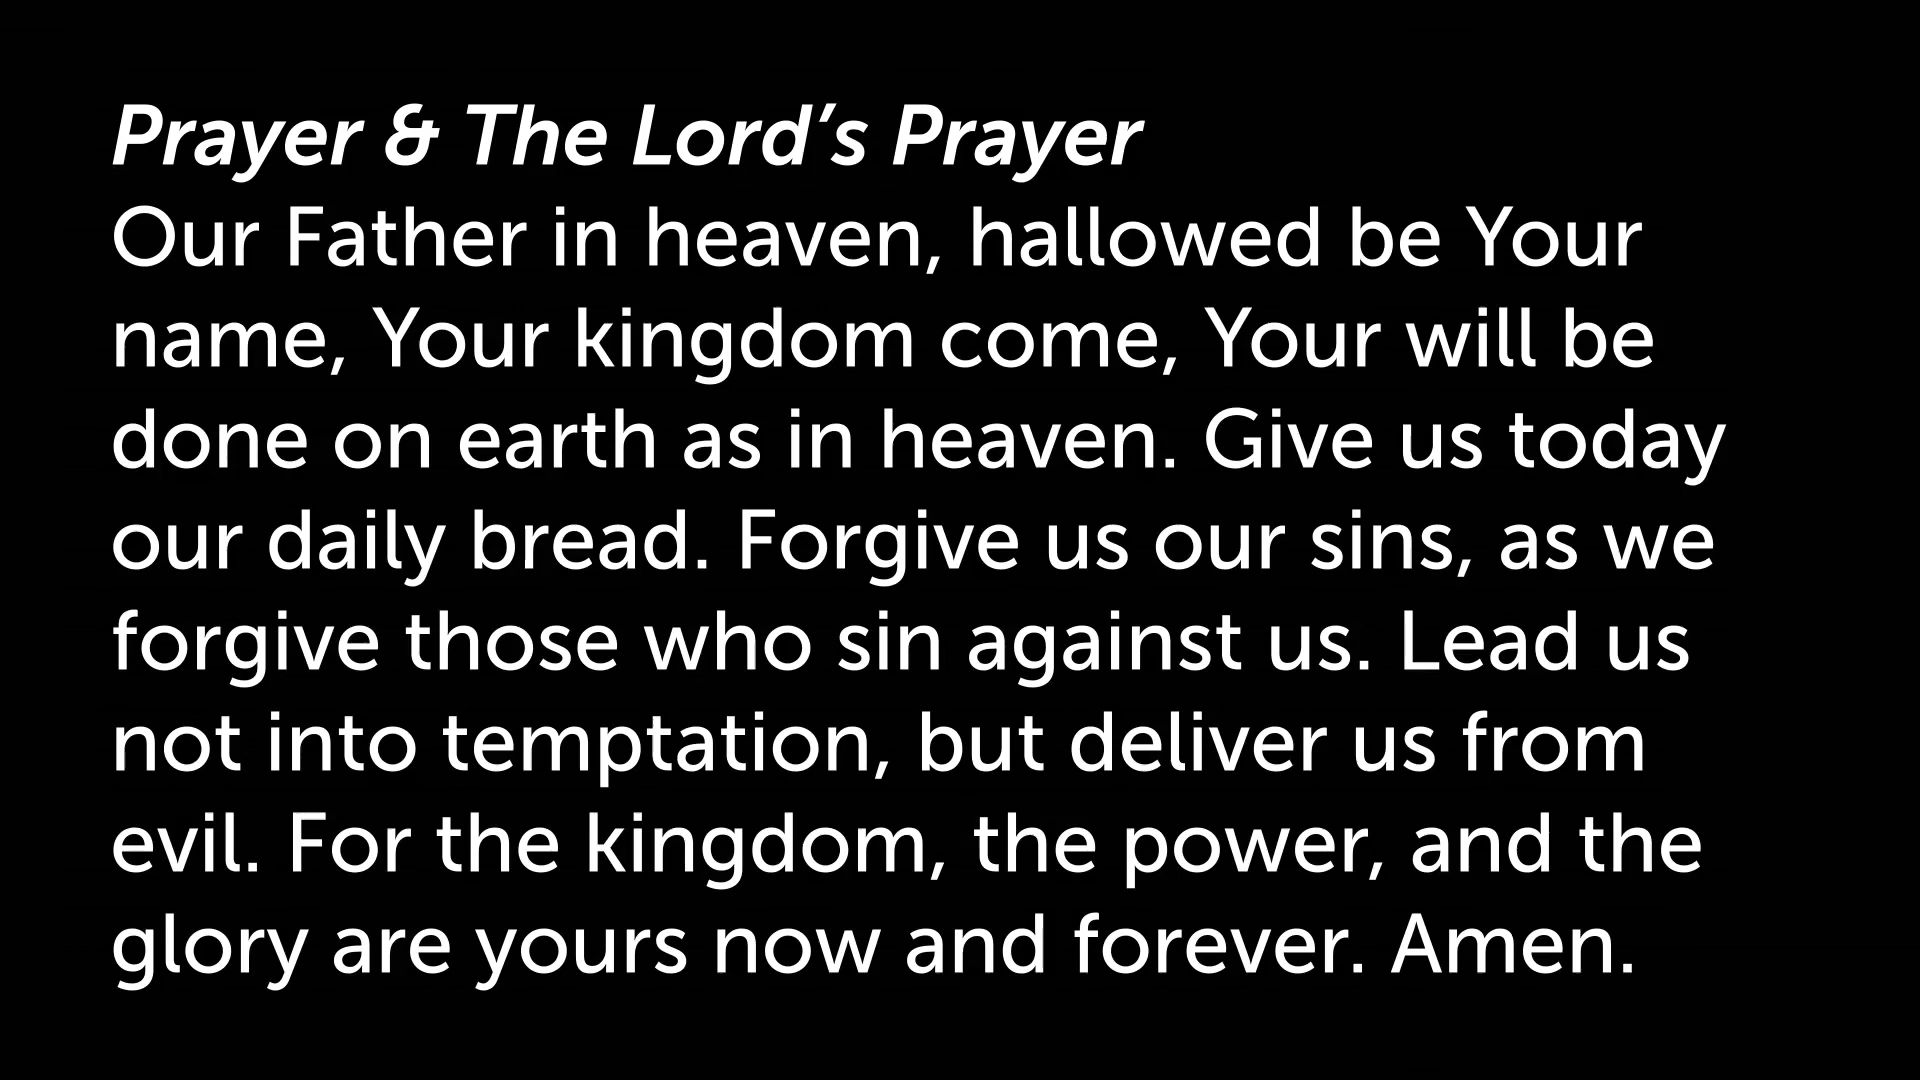 Prayer & The Lord’s Prayer
Our Father in heaven, hallowed be Your
name, Your kingdom come, Your will be
done on earth as in heaven. Give us today
our daily bread. Forgive us our sins, as we
forgive those who sin against us. Lead us
not into temptation, but deliver us from
evil. For the kingdom, the power, and the
glory are yours now and forever. Amen.